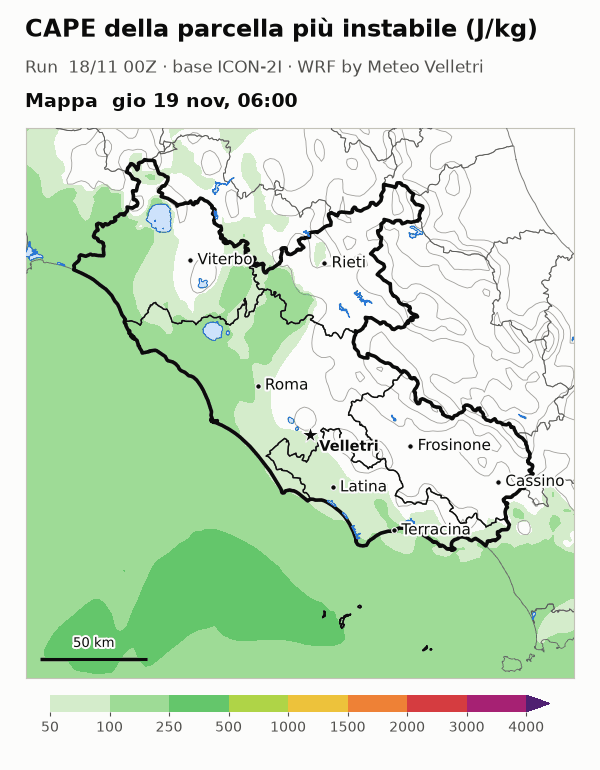 CAPE della parcella più instabile (J/kg)
Run  18/11 00Z · base ICON-2I · WRF by Meteo Velletri
Mappa  gio 19 nov, 06:00
Viterbo
Rieti
Roma
Velletri
Frosinone
Cassino
Latina
Terracina
50 km
50 100 250 500 1000 1500 2000 3000 4000